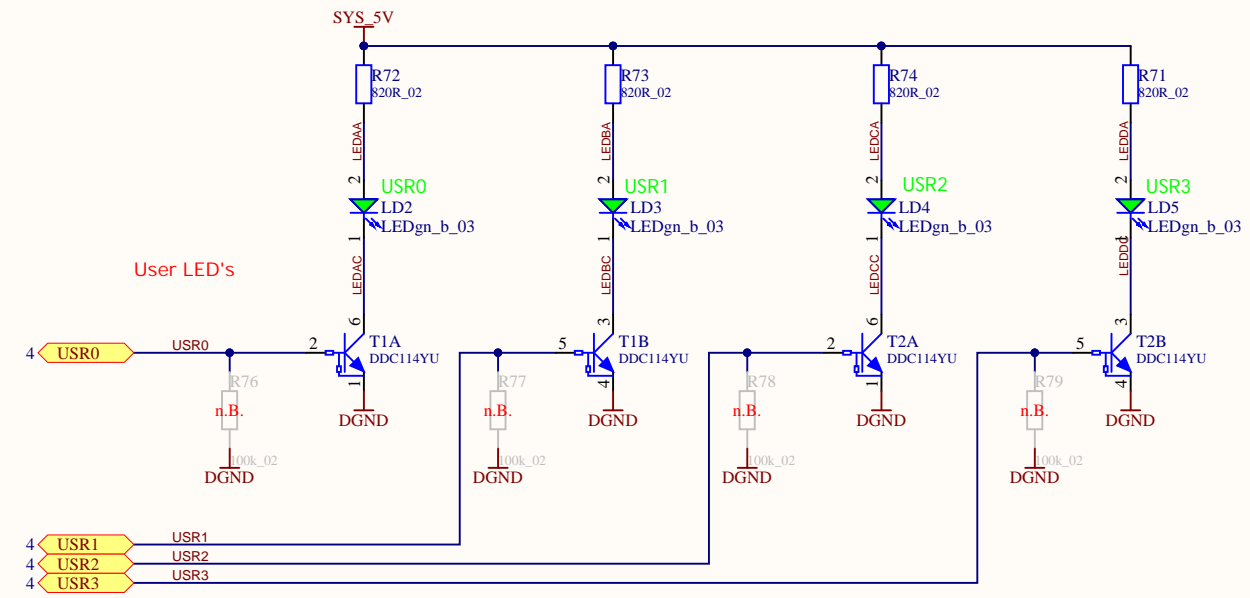 SYS_5V
R72
820R_02
R73
820R_02
R74
820R_02
R71
820R_02
LEDAA
LEDBA
LEDCA
LEDDA
2
USR0
LD2
LEDgn_b_03
1
2
USR1
LD3
LEDgn_b_03
1
2
USR2
LD4
LEDgn_b_03
1
2
USR3
LD5
LEDgn_b_03
1
User LED's
LEDAC
LEDBC
LEDCC
LEDDC
4 USR0
USR0
2
6
T1A
DDC114YU
1
DGND
5
3
T1B
DDC114YU
4
DGND
2
6
T2A
DDC114YU
1
DGND
5
3
T2B
DDC114YU
4
DGND
R76
n.B.
100k_02
DGND
R77
n.B.
100k_02
DGND
R78
n.B.
100k_02
DGND
R79
n.B.
100k_02
DGND
4 USR1
USR1
4 USR2
USR2
4 USR3
USR3